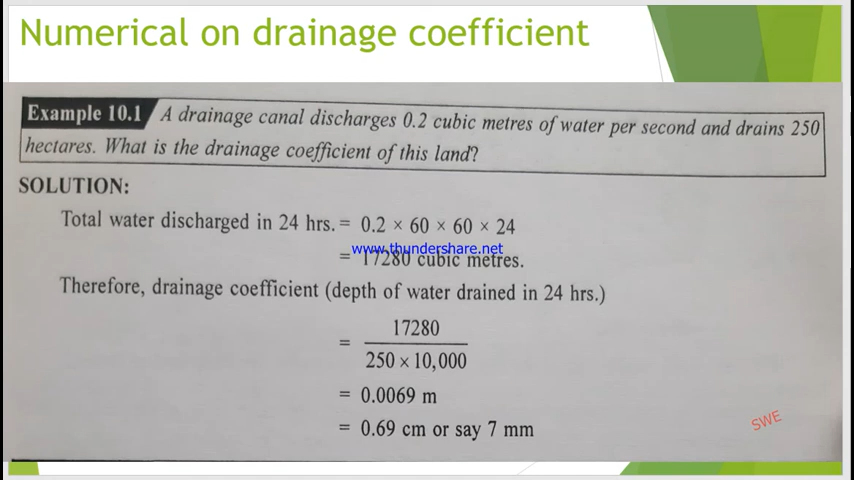 Numerical on drainage coefficient
Example 10.1 A drainage canal discharges 0.2 cubic metres of water per second and drains 250
hectares. What is the drainage coefficient of this land?
SOLUTION:
Total water discharged in 24 hrs. = 0.2 × 60 × 60 × 24
www.thundershare.net
= 17280 cubic metres.
Therefore, drainage coefficient (depth of water drained in 24 hrs.)
= 17280
250 × 10,000
= 0.0069 m
= 0.69 cm or say 7 mm
SWE